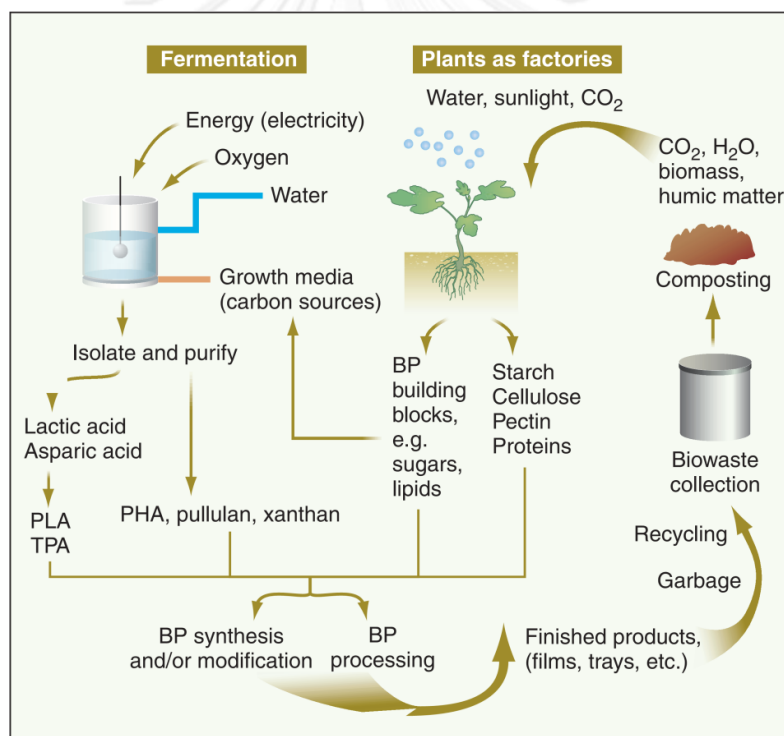 Fermentation
Energy (electricity)
Oxygen
Water
Growth media
(carbon sources)
Isolate and purify
Lactic acid
Asparic acid
PLA
TPA
PHA, pullulan, xanthan
Plants as factories
Water, sunlight, CO₂
BP
building
blocks,
e.g.
sugars,
lipids
Starch
Cellulose
Pectin
Proteins
CO₂, H₂O,
biomass,
humic matter
Composting
Biowaste
collection
Recycling
Garbage
BP synthesis
and/or modification
BP
processing
Finished products,
(films, trays, etc.)